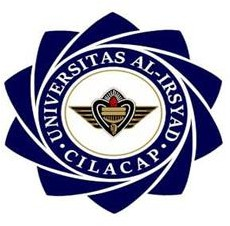 UNIVERSITAS AL-IRSYAD
• CILACAP •